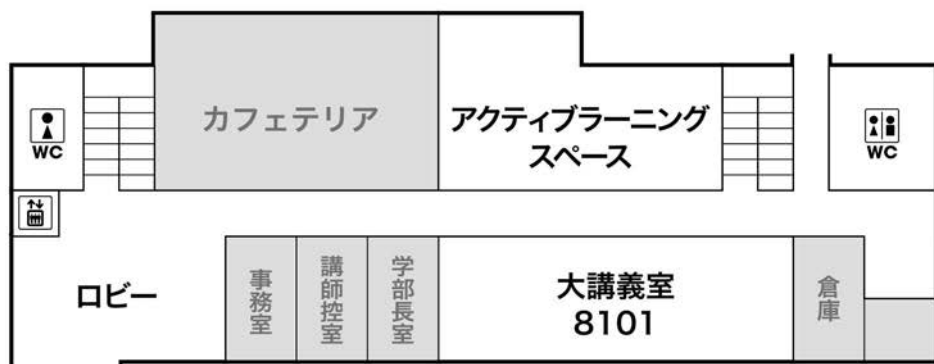 カフェテリア
アクティブラーニング
スペース
WC
WC
ロビー
事務室
講師控室
学部長室
大講義室
8101
倉庫